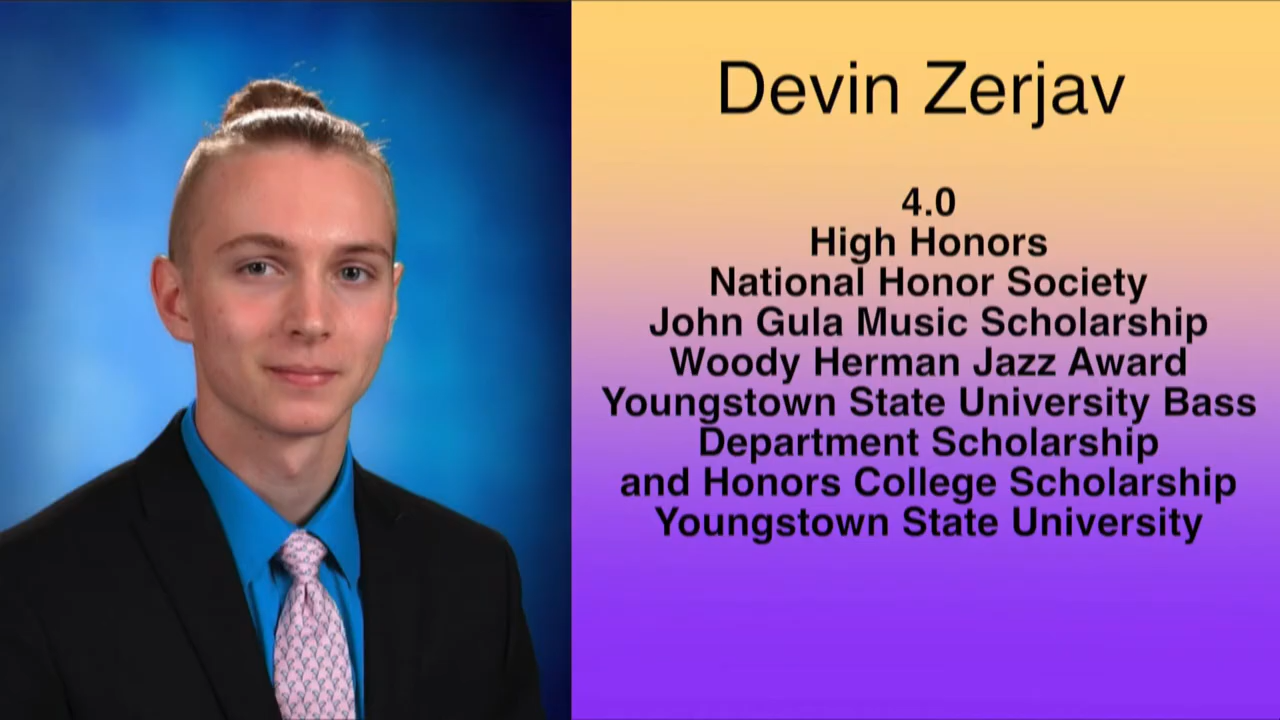 Devin Zerjav
4.0
High Honors
National Honor Society
John Gula Music Scholarship
Woody Herman Jazz Award
Youngstown State University Bass
Department Scholarship
and Honors College Scholarship
Youngstown State University